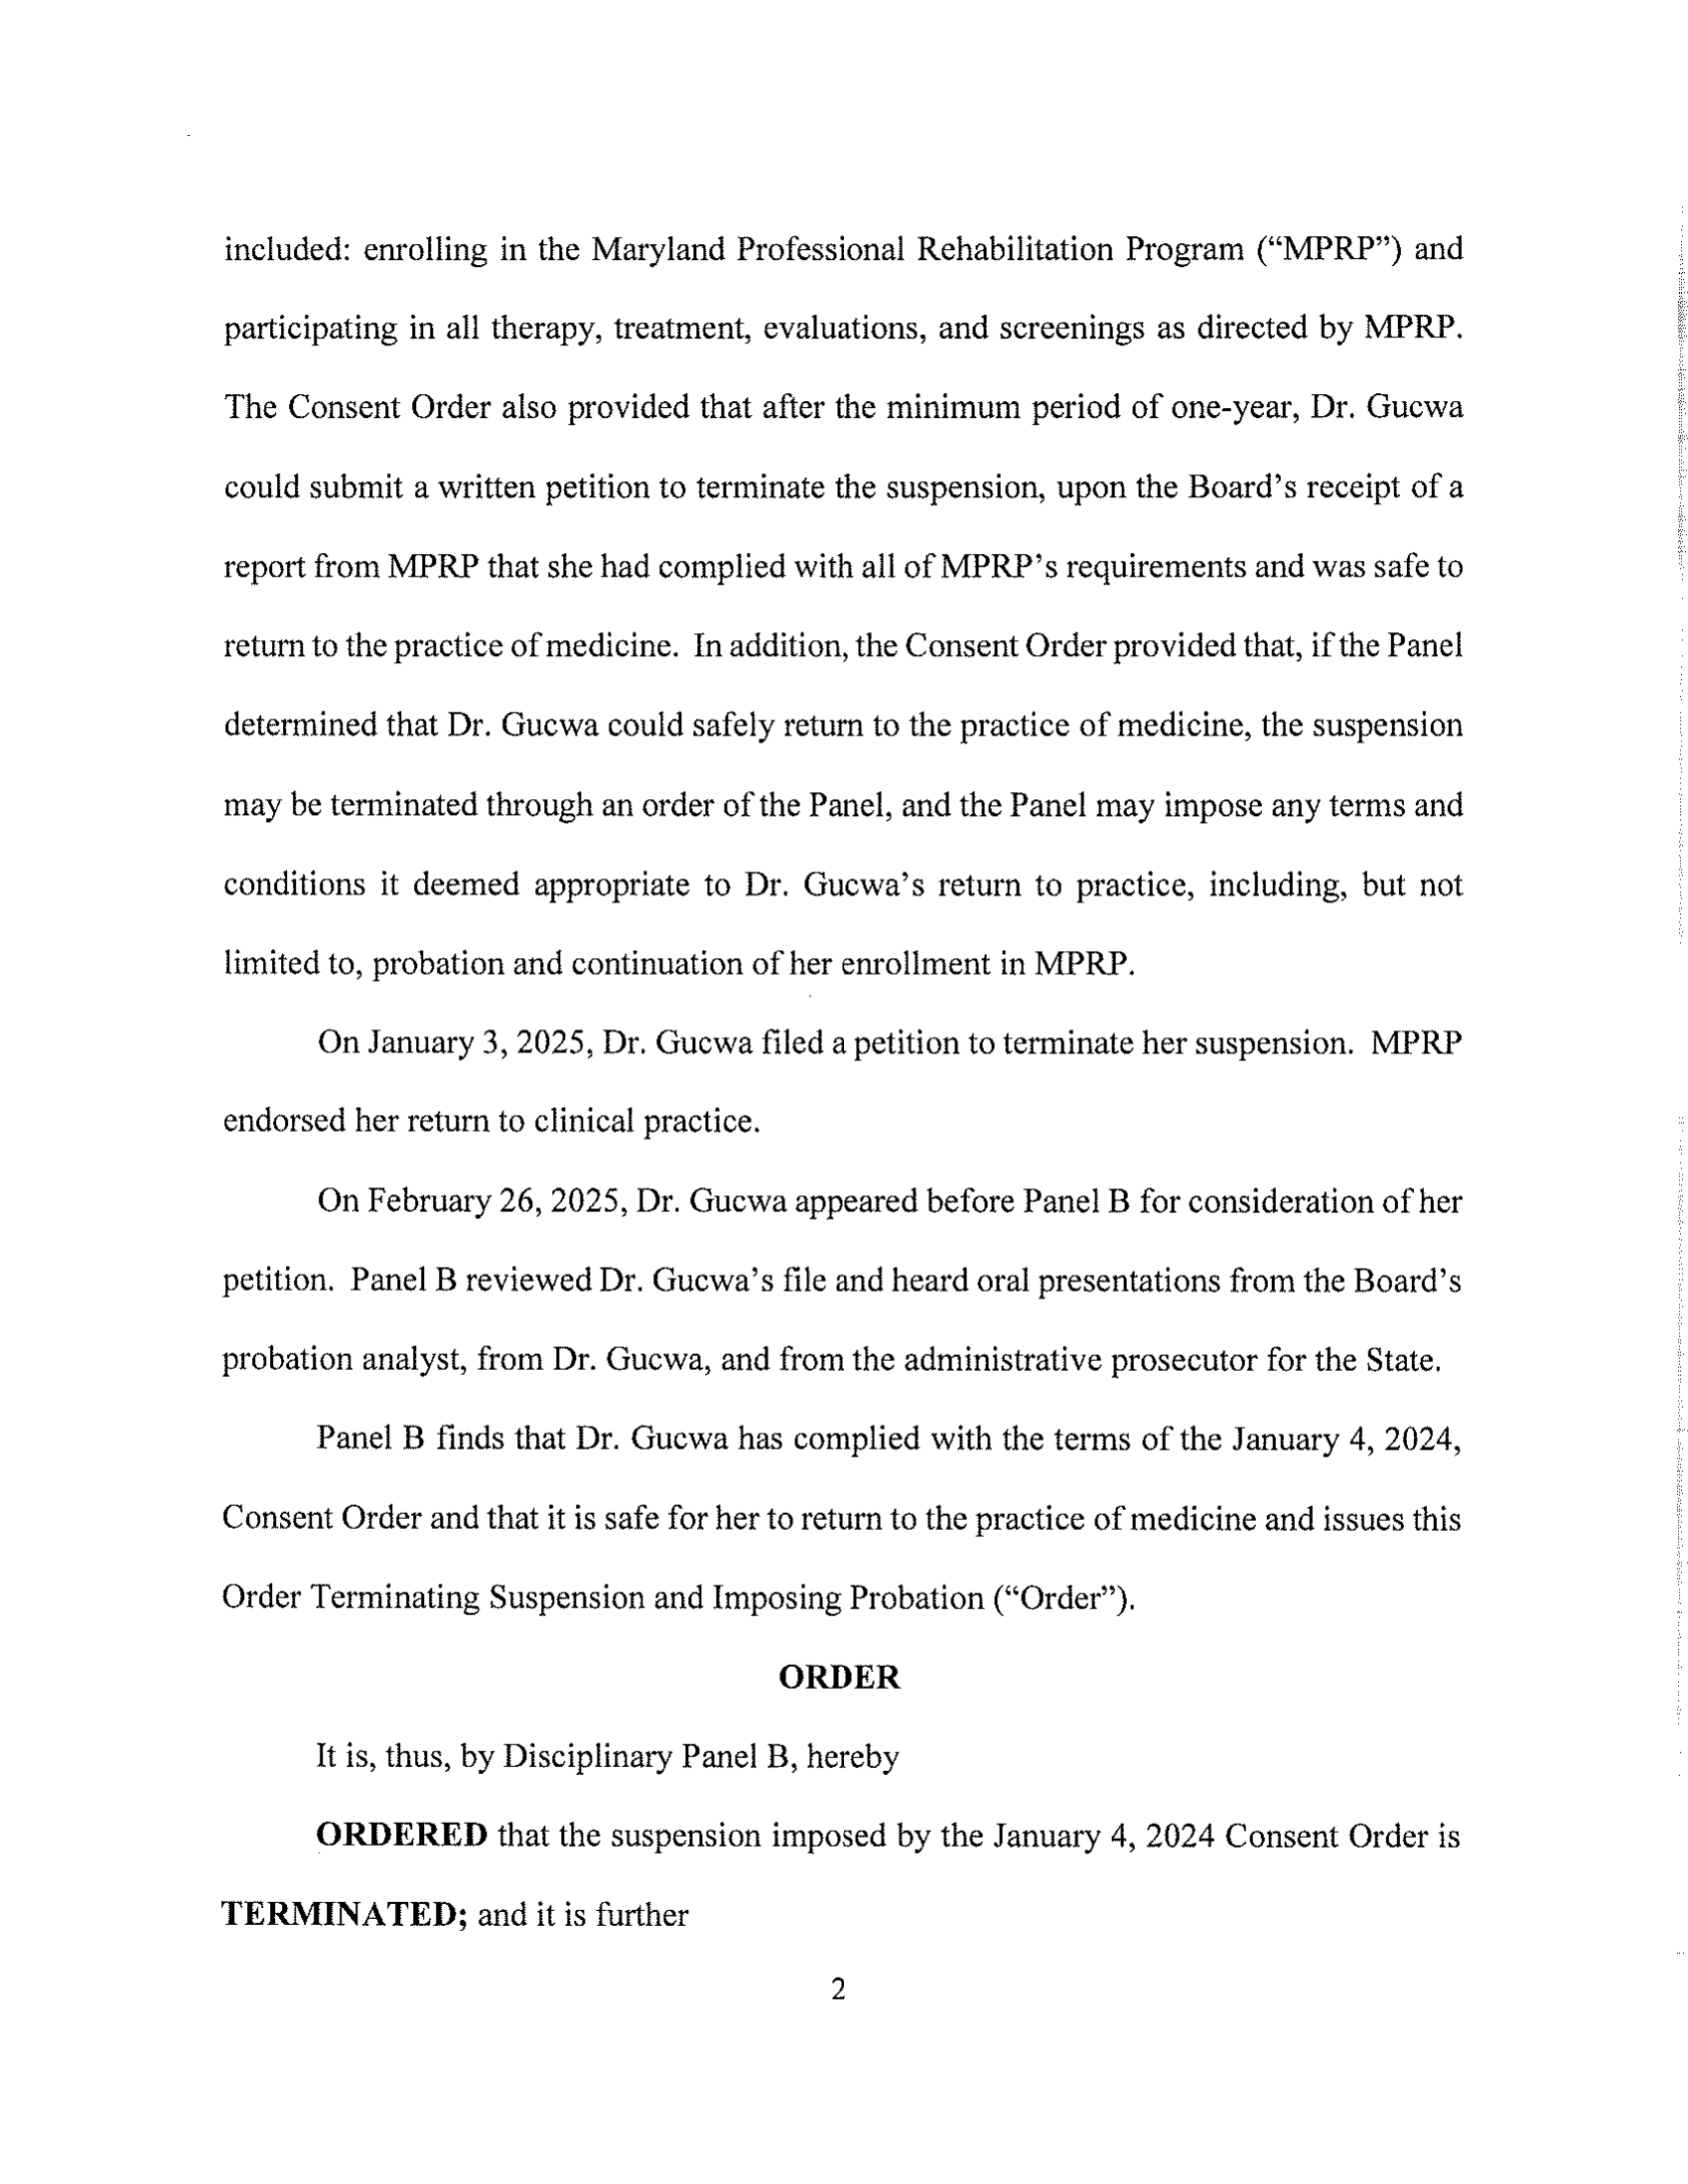 included: enrolling in the Maryland Professional Rehabilitation Program (“MPRP”) and
participating in all therapy, treatment, evaluations, and screenings as directed by MPRP.
The Consent Order also provided that after the minimum period of one-year, Dr. Gucwa
could submit a written petition to terminate the suspension, upon the Board’s receipt of a
report from MPRP that she had complied with all of MPRP’s requirements and was safe to
return to the practice of medicine. In addition, the Consent Order provided that, if the Panel
determined that Dr. Gucwa could safely return to the practice of medicine, the suspension
may be terminated through an order of the Panel, and the Panel may impose any terms and
conditions it deemed appropriate to Dr. Gucwa’s return to practice, including, but not
limited to, probation and continuation of her enrollment in MPRP.
On January 3, 2025, Dr. Gucwa filed a petition to terminate her suspension. MPRP
endorsed her return to clinical practice.
On February 26, 2025, Dr. Gucwa appeared before Panel B for consideration of her
petition. Panel B reviewed Dr. Gucwa’s file and heard oral presentations from the Board’s
probation analyst, from Dr. Gucwa, and from the administrative prosecutor for the State.
Panel B finds that Dr. Gucwa has complied with the terms of the January 4, 2024,
Consent Order and that it is safe for her to return to the practice of medicine and issues this
Order Terminating Suspension and Imposing Probation (“Order”).
ORDER
It is, thus, by Disciplinary Panel B, hereby
ORDERED that the suspension imposed by the January 4, 2024 Consent Order is
TERMINATED; and it is further
2